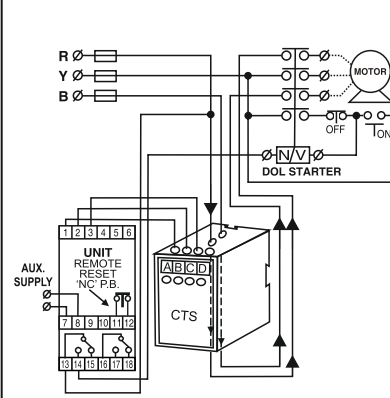 R
Y
B
MOTOR
OFF
ON
N/V
DOL STARTER
1 2 3 4 5 6
UNIT
REMOTE
RESET
'NC' P.B.
AUX.
SUPPLY
7 8 9 10 11 12
13 14 15 16 17 18
A B C D
CTS